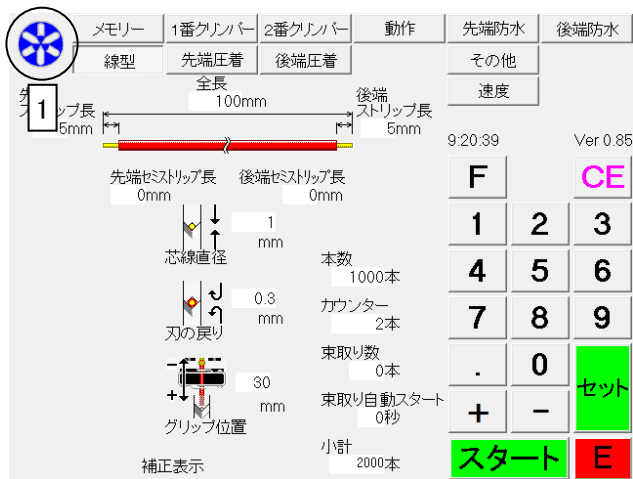 メモリー
1番クリンパー
2番クリンパー
動作
先端防水
後端防水
線型
先端圧着
後端圧着
その他
速度
1
ップ長
5mm
全長
100mm
後端
ストリップ長
5mm
9:20:39
Ver 0.85
先端セミストリップ長
0mm
後端セミストリップ長
0mm
1
mm
芯線直径
0.3
mm
刃の戻り
−
+
30
mm
グリップ位置
補正表示
本数
1000本
カウンター
2本
束取り数
0本
束取り自動スタート
0秒
小計
2000本
F
CE
1
2
3
4
5
6
7
8
9
.
0
セット
+
−
スタート
E